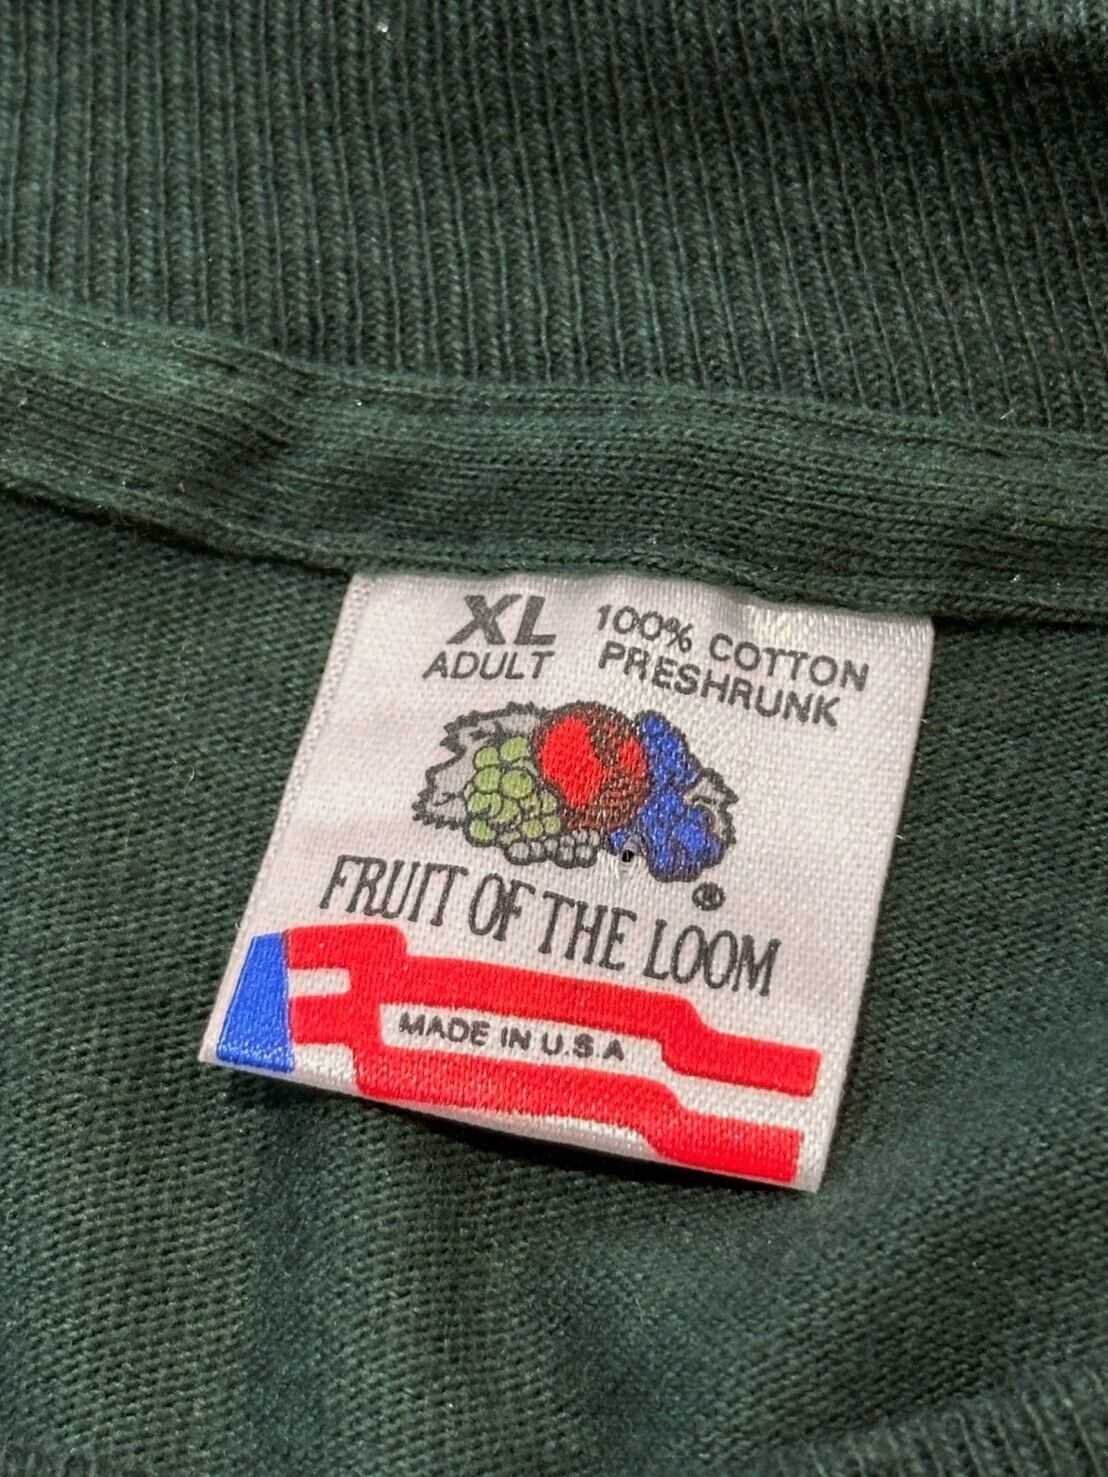 XL
ADULT
100% COTTON
PRESHRUNK
®
FRUIT OF THE LOOM
MADE IN U.S.A